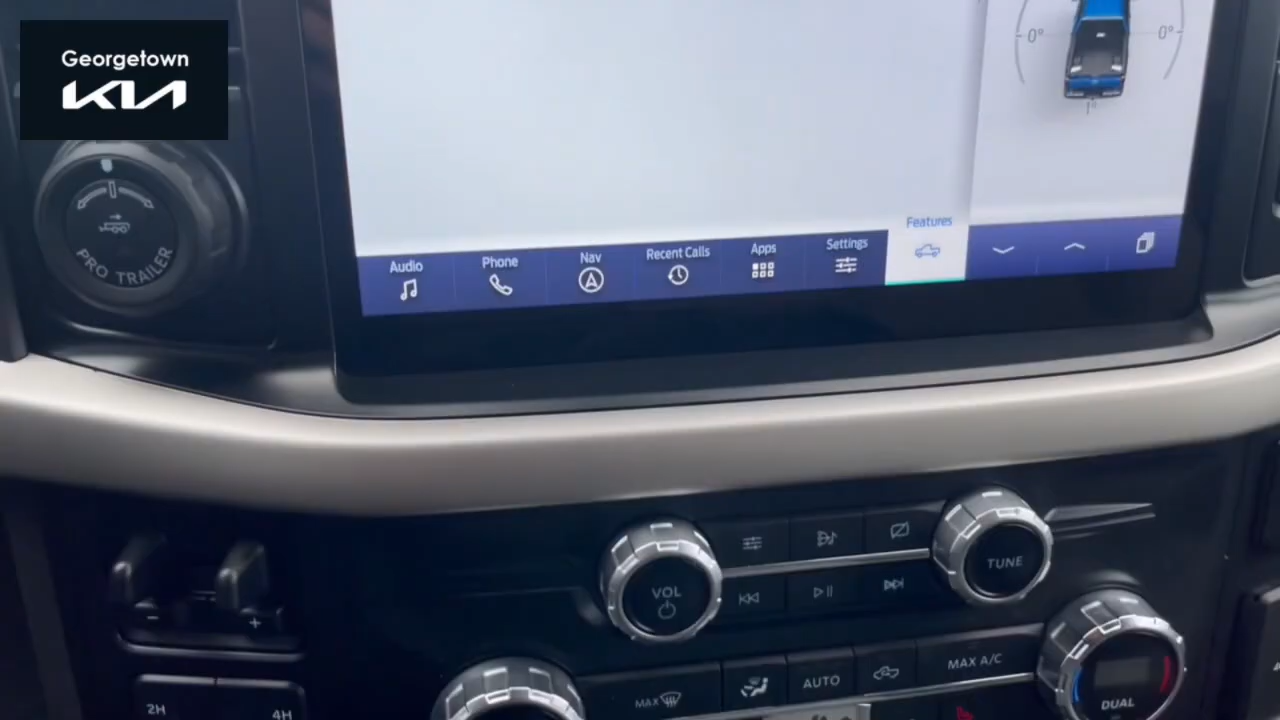 Georgetown
KIA
0°
0°
1°
PRO TRAILER
Audio
Phone
Nav
Recent Calls
Apps
Settings
Features
VOL
TUNE
-
+
MAX
AUTO
MAX A/C
DUAL
2H
4H